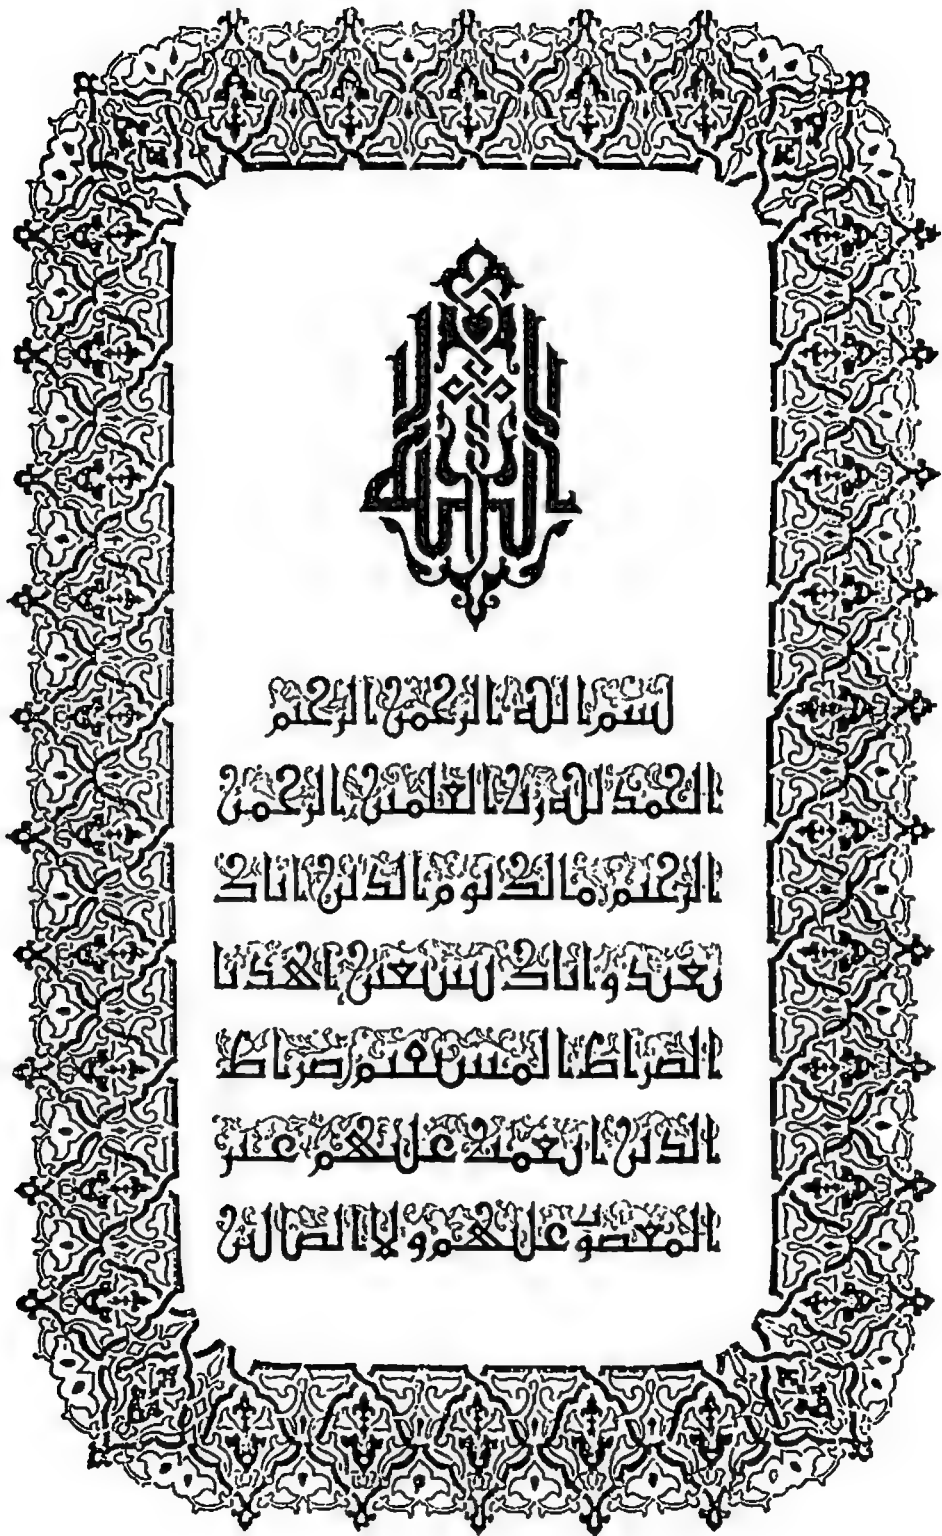 بسم الله الرحمن الرحيم
الحمد لله رب العلمين الرحمن
الرحيم ملك يوم الدين اياك
نعبد واياك نستعين اهدنا
الصراط المستقيم صراط
الذين انعمت عليهم غير
المغضوب عليهم ولا الضالين